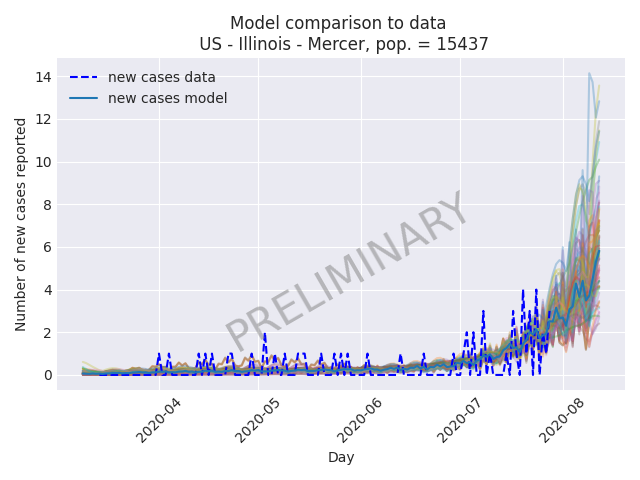 Model comparison to data
US - Illinois - Mercer, pop. = 15437
new cases data
new cases model
Number of new cases reported
14
12
10
8
6
4
2
0
PRELIMINARY
2020-04
2020-05
2020-06
2020-07
2020-08
Day